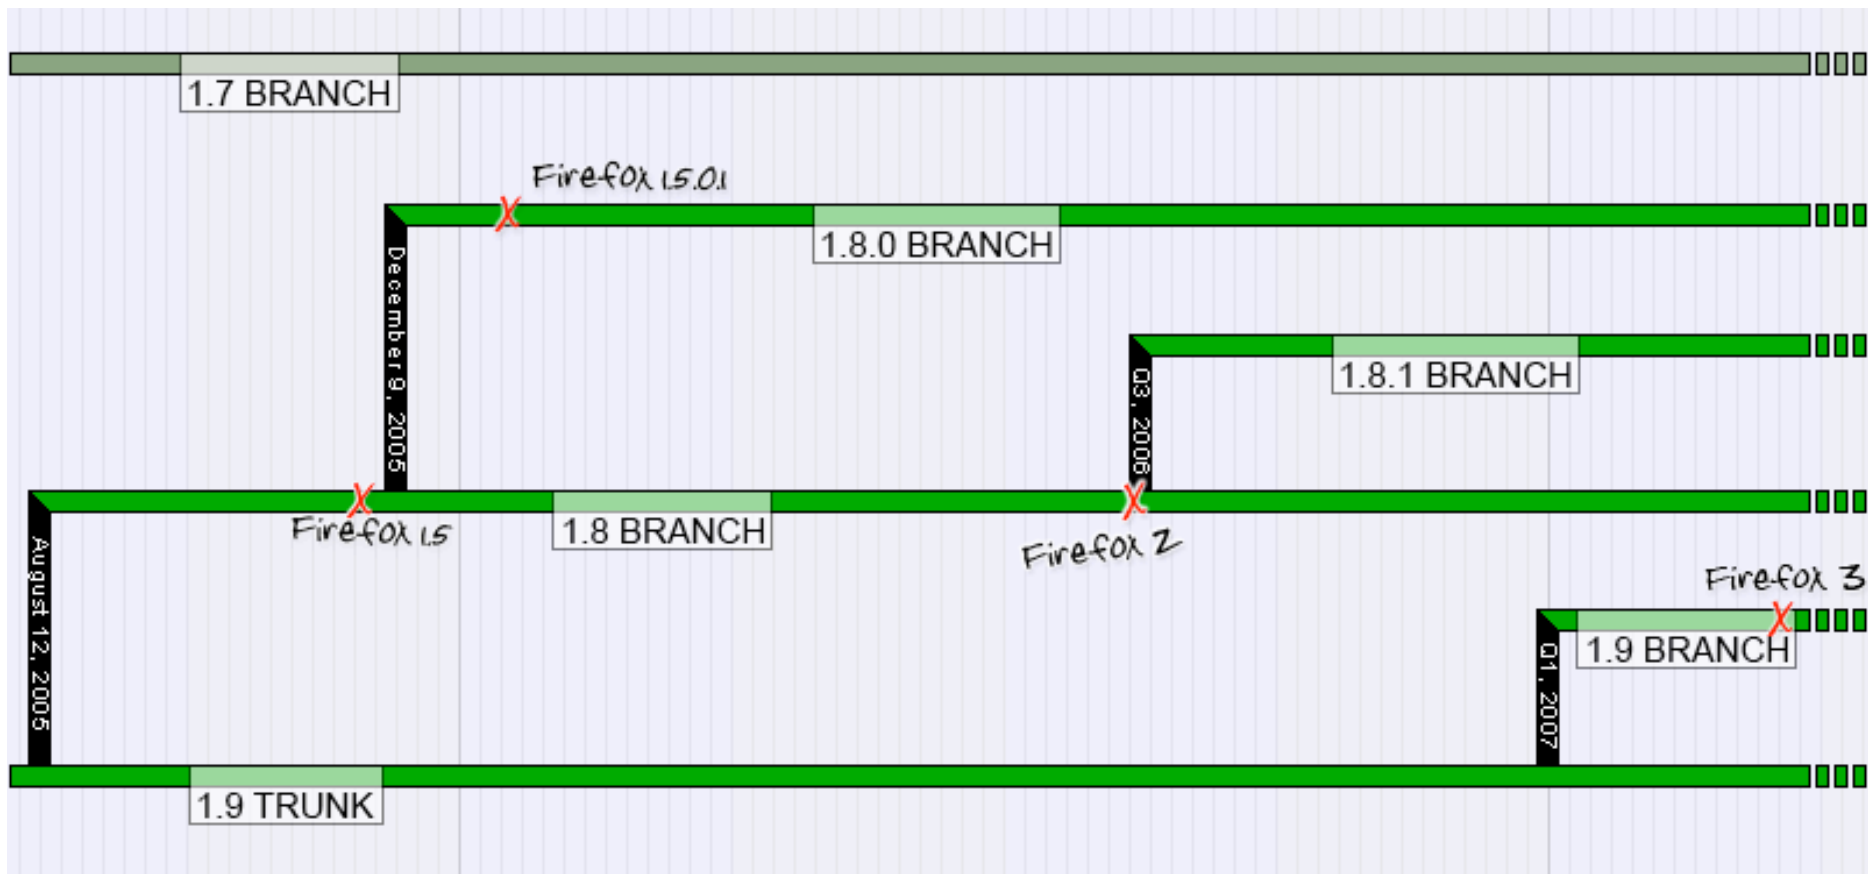 1.7 BRANCH
Firefox 1.5.0.1
1.8.0 BRANCH
December 9, 2005
1.8.1 BRANCH
Q3, 2006
Firefox 1.5
1.8 BRANCH
Firefox 2
August 12, 2005
Firefox 3
1.9 BRANCH
Q1, 2007
1.9 TRUNK